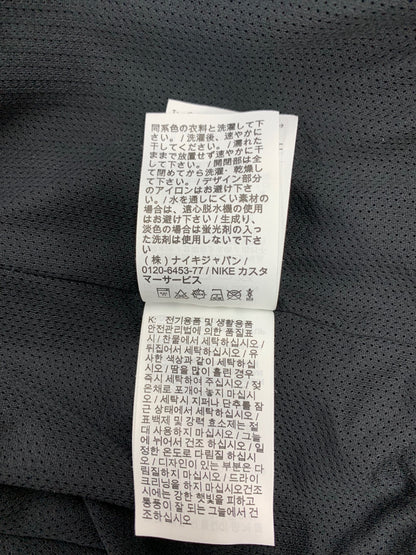 同系色の衣料と洗濯して下
さい。/ 洗濯後、速やかに
干してください。/ 濡れた
ままで放置せず速やかに干
して下さい。/ 開閉部は全
て閉めてから洗濯・乾燥し
て下さい。/ デザイン部分
のアイロンはお避け下さ
い。/ 水を通しにくい素材の
場合は、遠心脱水機の使用
はお避け下さい。/ 生成り、
淡色の場合は蛍光剤の入っ
た洗剤は使用しないで下さ
い
(株) ナイキジャパン /
0120-6453-77 / NIKE カスタ
マーサービス
K: 전기용품 및 생활용품
안전관리법에 의한 품질표
시 / 찬물에서 세탁하십시오 /
뒤집어서 세탁하십시오 / 유
사한 색상과 같이 세탁하십
시오 / 땀을 많이 흘린 경우
즉시 세탁하여 주십시오 / 젖
은채로 포개어 놓지 마십시
오 / 세탁시 지퍼나 단추를 잠
근 상태에서 세탁하십시오 /
표백제 및 강력 효소제는 절
대 사용하지 마십시오 / 그늘
에 뉘어서 건조 하십시오 / 일
정한 온도로 다림질 하십시
오 / 디자인이 있는 부분은 다
림질하지 마십시오 / 드라이
크리닝을 하지 마십시오건조
시에는 강한 햇빛을 피하고
통풍이 잘 되는 그늘에서 건
조하십시오